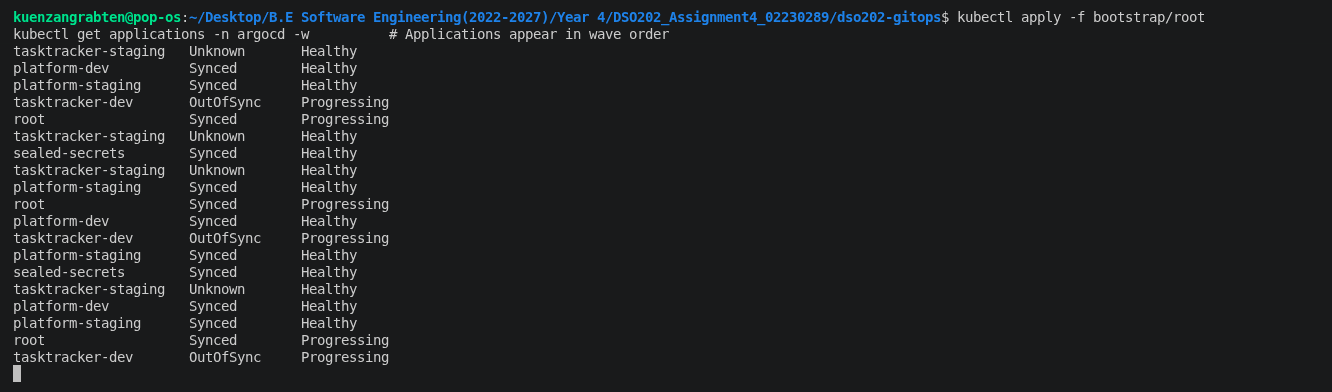 kuenzangrabten@pop-os:~/Desktop/B.E Software Engineering(2022-2027)/Year 4/DSO202_Assignment4_02230289/dso202-gitops$ kubectl apply -f bootstrap/root
kubectl get applications -n argocd -w          # Applications appear in wave order
tasktracker-staging   Unknown       Healthy
platform-dev          Synced        Healthy
platform-staging      Synced        Healthy
tasktracker-dev       OutOfSync     Progressing
root                  Synced        Progressing
tasktracker-staging   Unknown       Healthy
sealed-secrets        Synced        Healthy
tasktracker-staging   Unknown       Healthy
platform-staging      Synced        Healthy
root                  Synced        Progressing
platform-dev          Synced        Healthy
tasktracker-dev       OutOfSync     Progressing
platform-staging      Synced        Healthy
sealed-secrets        Synced        Healthy
tasktracker-staging   Unknown       Healthy
platform-dev          Synced        Healthy
platform-staging      Synced        Healthy
root                  Synced        Progressing
tasktracker-dev       OutOfSync     Progressing